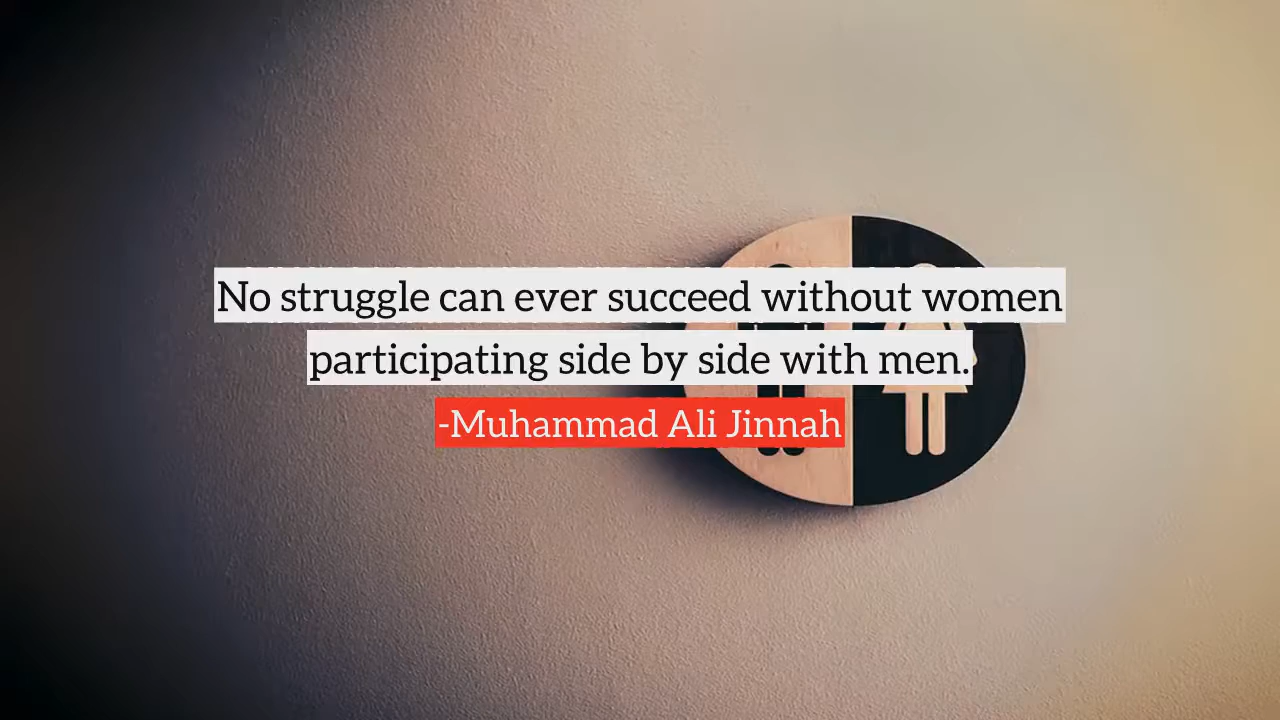 No struggle can ever succeed without women
participating side by side with men.
-Muhammad Ali Jinnah